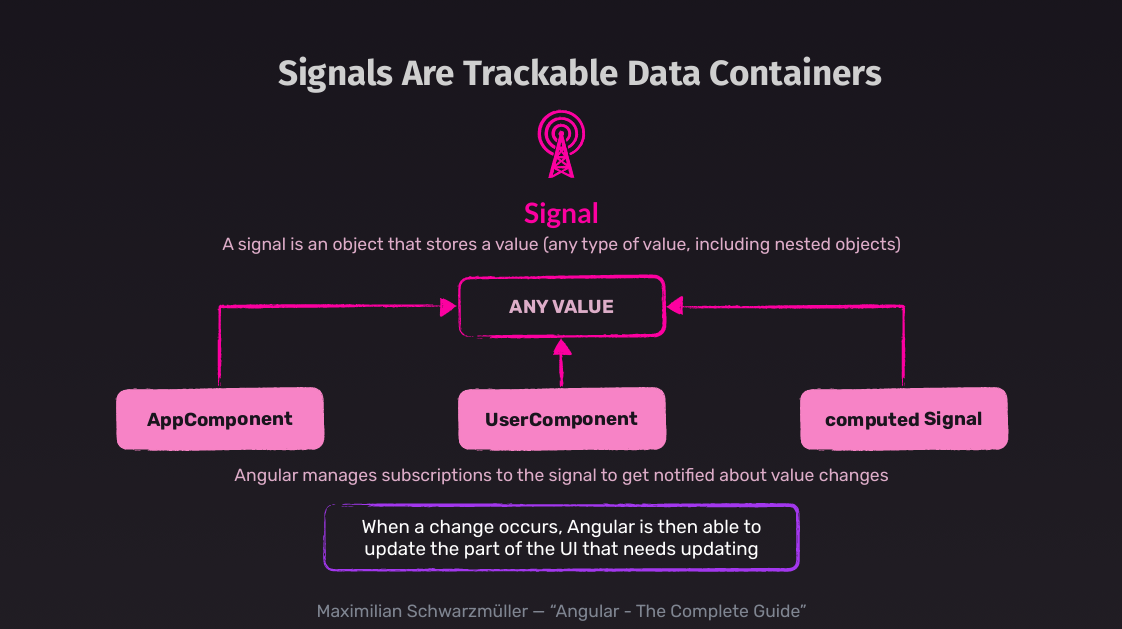 Signals Are Trackable Data Containers
Signal
A signal is an object that stores a value (any type of value, including nested objects)
ANY VALUE
AppComponent
UserComponent
computed Signal
Angular manages subscriptions to the signal to get notified about value changes
When a change occurs, Angular is then able to
update the part of the UI that needs updating
Maximilian Schwarzmüller — “Angular - The Complete Guide”